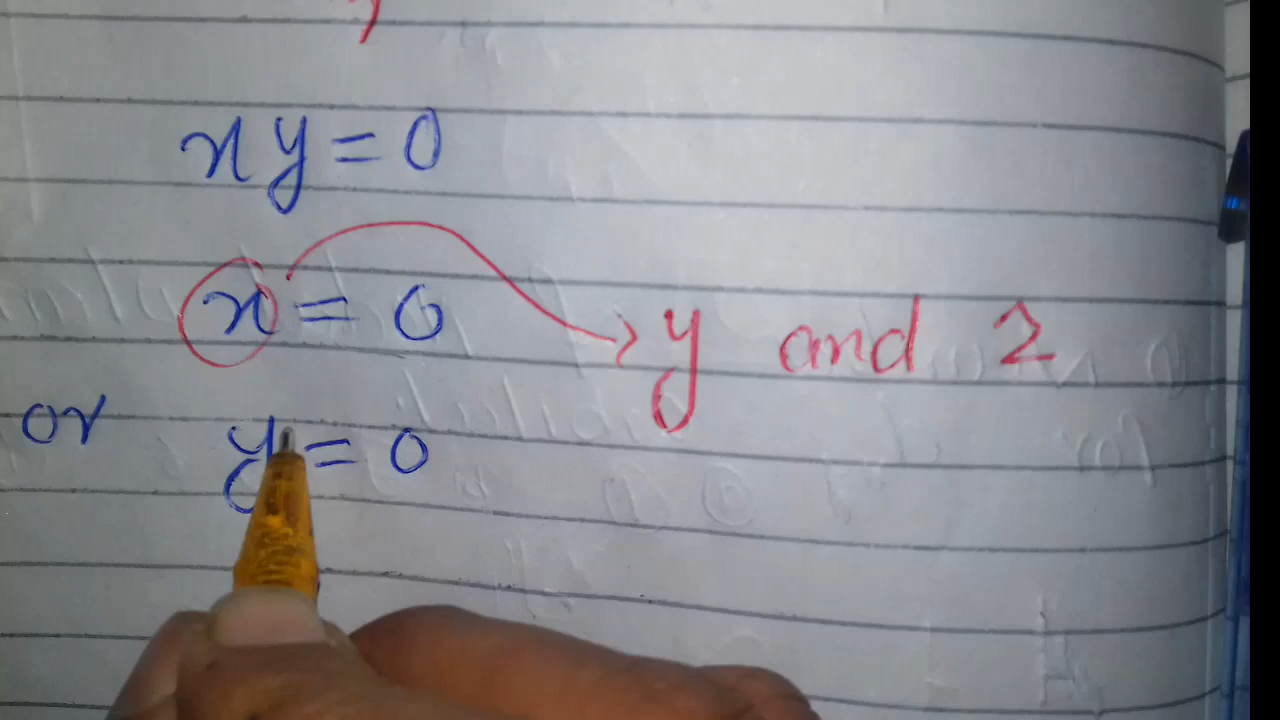 xy = 0
x = 0 y and z
or y = 0